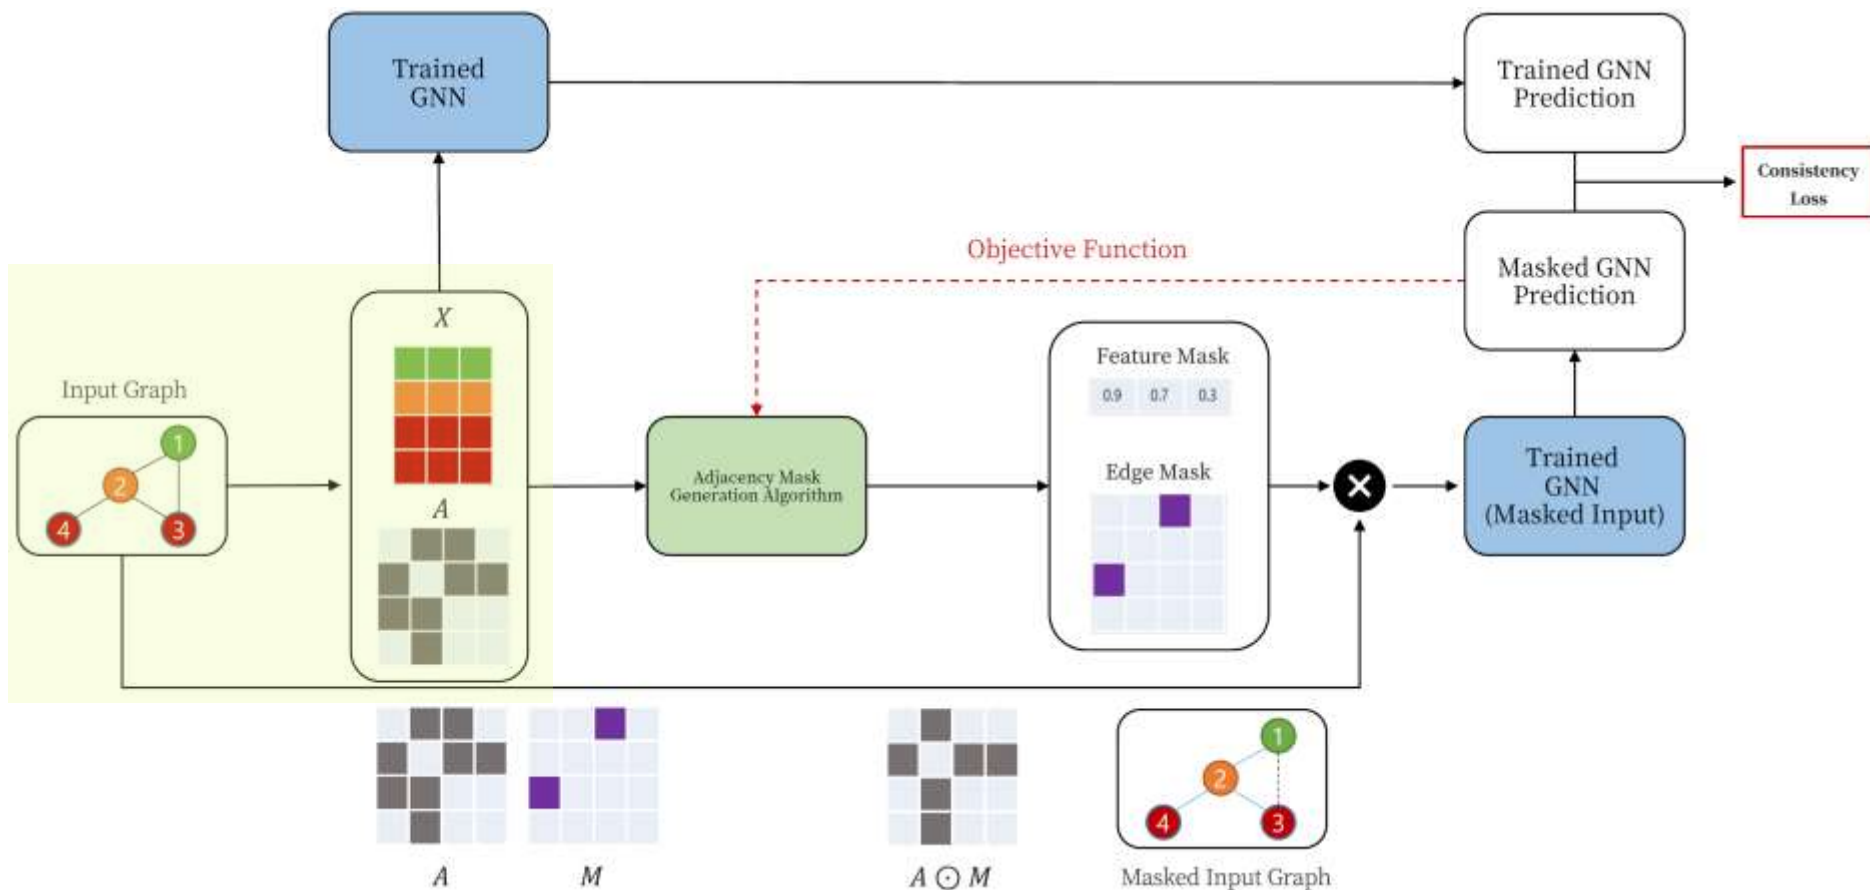 Trained
GNN
Trained GNN
Prediction
Consistency
Loss
Objective Function
Masked GNN
Prediction
X
Feature Mask
0.9 0.7 0.3
Input Graph
1
2
4 3
A
Adjacency Mask
Generation Algorithm
Edge Mask
Trained
GNN
(Masked Input)
1
2
4 3
A
M
A ⊙ M
Masked Input Graph